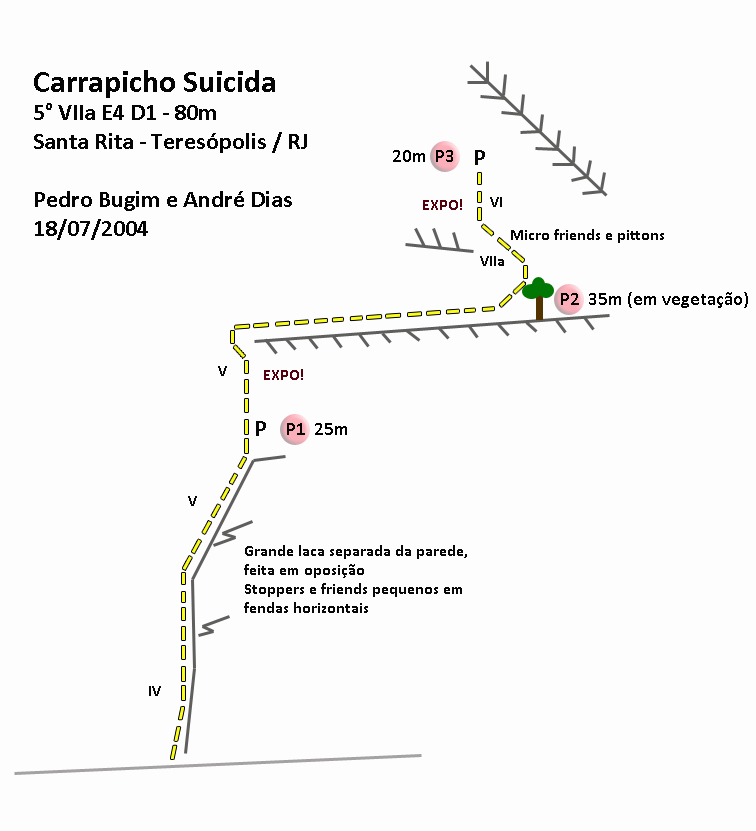 Carrapicho Suicida
5° VIIa E4 D1 - 80m
Santa Rita - Teresópolis / RJ
Pedro Bugim e André Dias
18/07/2004
20m P3 P
EXPO! VI
Micro friends e pittons
VIIa
P2 35m (em vegetação)
V EXPO!
P P1 25m
V
Grande laca separada da parede,
feita em oposição
Stoppers e friends pequenos em
fendas horizontais
IV